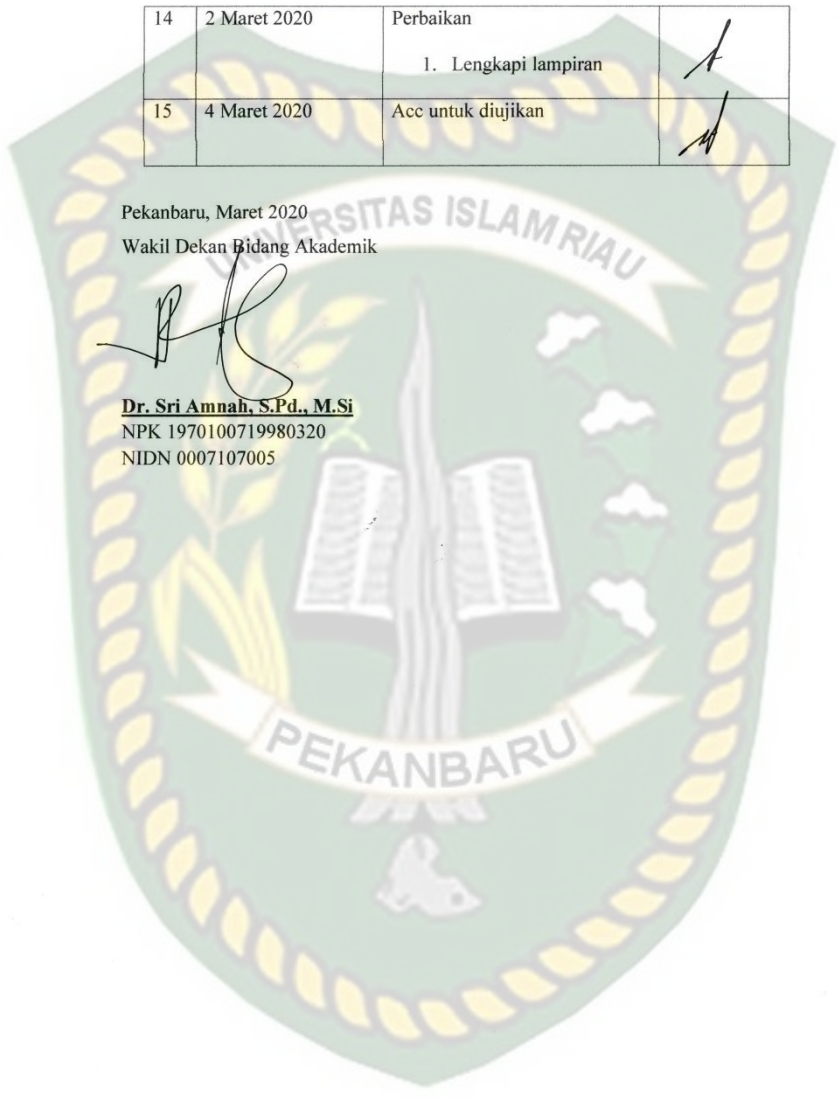 14 2 Maret 2020 Perbaikan
1. Lengkapi lampiran
15 4 Maret 2020 Acc untuk diujikan
Pekanbaru, Maret 2020
Wakil Dekan Bidang Akademik
Dr. Sri Amnah, S.Pd., M.Si
NPK 1970100719980320
NIDN 0007107005
UNIVERSITAS ISLAM RIAU
PEKANBARU